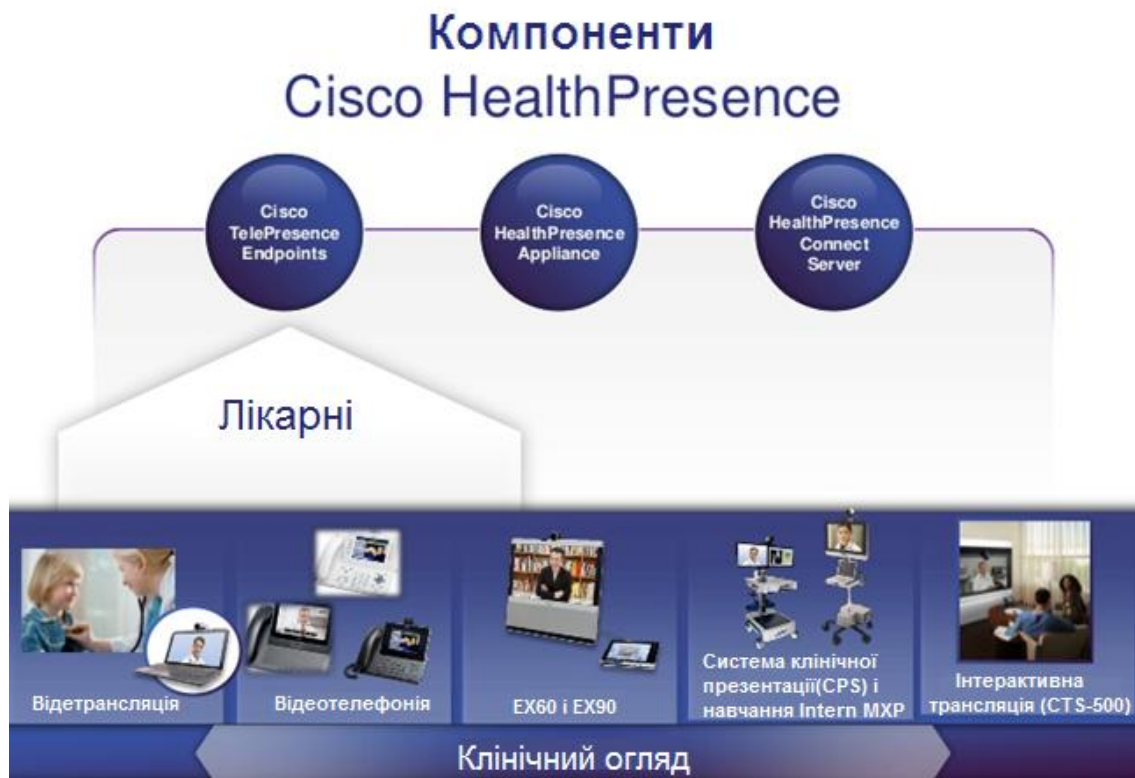 Компоненти
Cisco HealthPresence
Cisco
TelePresence
Endpoints
Cisco
HealthPresence
Appliance
Cisco
HealthPresence
Connect
Server
Лікарні
Відетрансляція
Відеотелефонія
EX60 і EX90
Система клінічної
презентації(CPS) і
навчання Intern MXP
Інтерактивна
трансляція (CTS-500)
Клінічний огляд